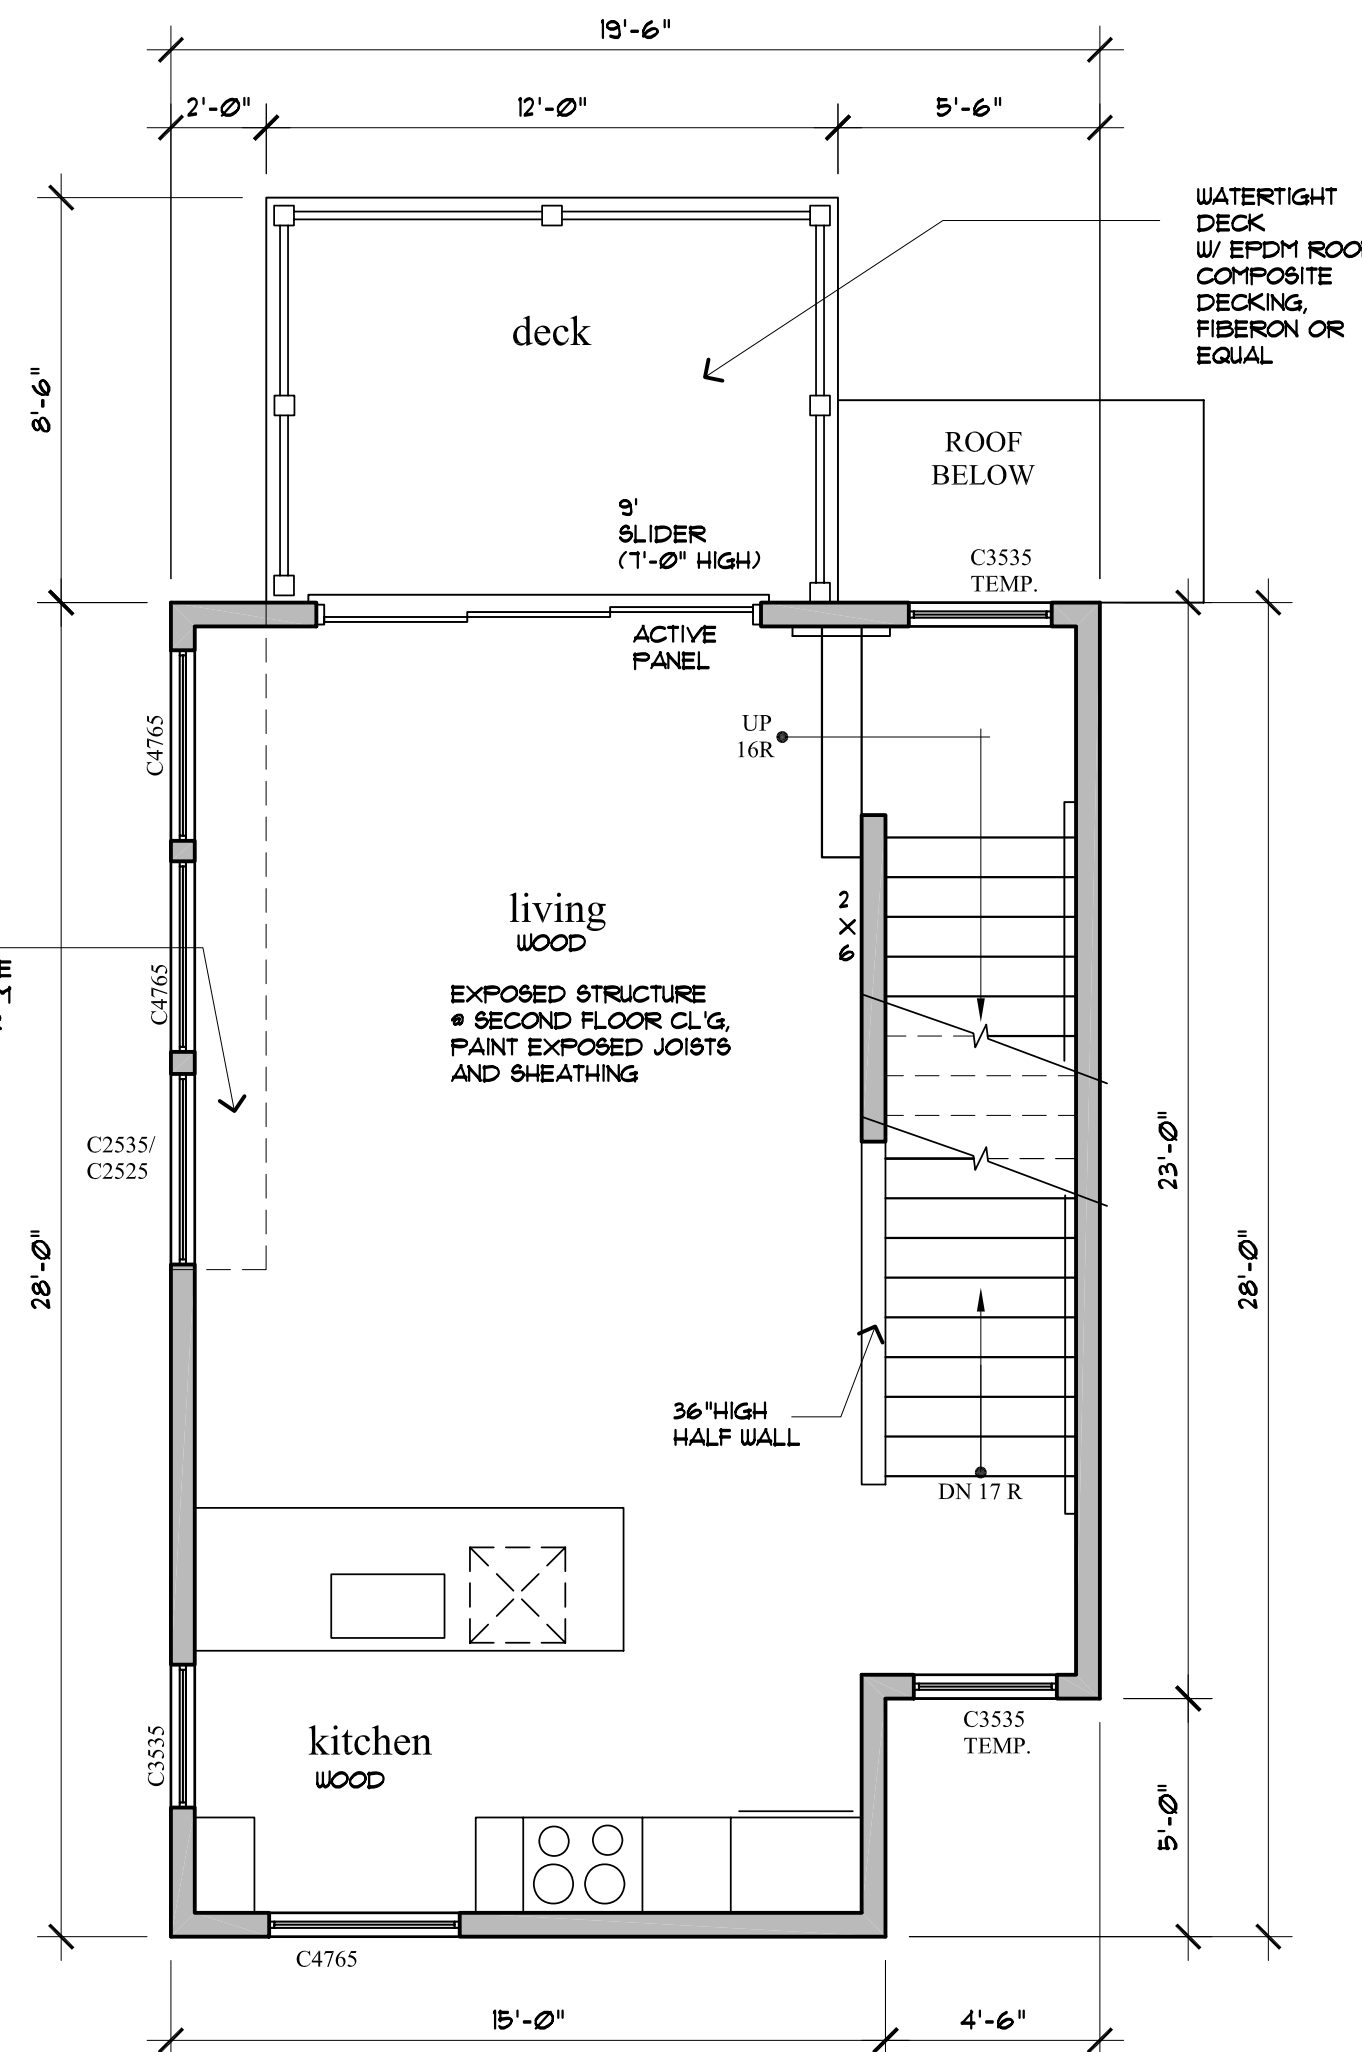 19'-6"
2'-0"
12'-0"
5'-6"
WATERTIGHT
DECK
W/ EPDM
COMPOSITE
DECKING,
FIBERON OR
EQUAL
deck
8'-6"
ROOF
BELOW
9'
SLIDER
(7'-0" HIGH)
C3535
TEMP.
ACTIVE
PANEL
C4765
UP
16R
living
WOOD
2
X
6
C4765
EXPOSED STRUCTURE
@ SECOND FLOOR CL'G,
PAINT EXPOSED JOISTS
AND SHEATHING
C2535/
C2525
23'-0"
28'-0"
28'-0"
36"HIGH
HALF WALL
DN 17 R
C3535
TEMP.
kitchen
WOOD
C3535
5'-0"
C4765
15'-0"
4'-6"